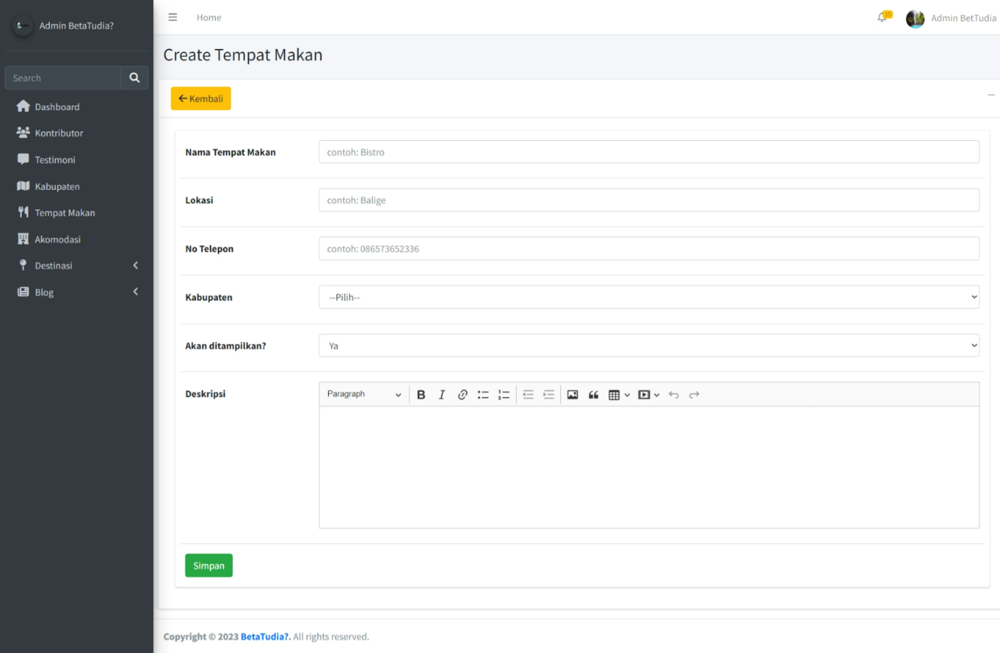 Admin BetaTudia?
Home
15
Admin BetTudia
Create Tempat Makan
Search
Kembali
Dashboard
Kontributor
Testimoni
Kabupaten
Tempat Makan
Akomodasi
Destinasi
Blog
Nama Tempat Makan
contoh: Bistro
Lokasi
contoh: Balige
No Telepon
contoh: 086573652336
Kabupaten
--Pilih--
Akan ditampilkan?
Ya
Deskripsi
Paragraph
Simpan
Copyright © 2023 BetaTudia?. All rights reserved.